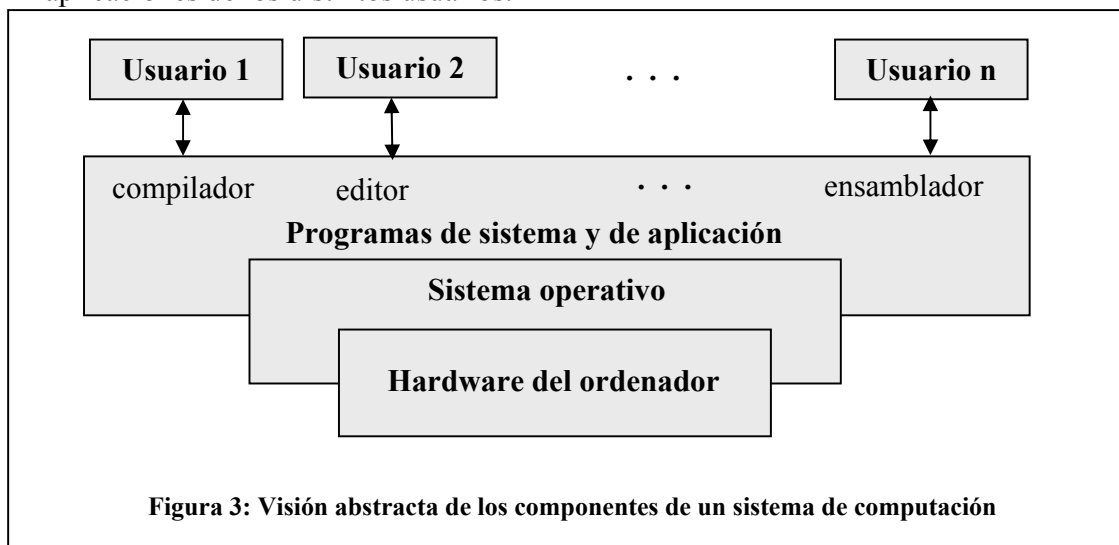 aplicaciones de los distintos usuarios.
Usuario 1 Usuario 2 . . . Usuario n
compilador editor . . . ensamblador
Programas de sistema y de aplicación
Sistema operativo
Hardware del ordenador
Figura 3: Visión abstracta de los componentes de un sistema de computación